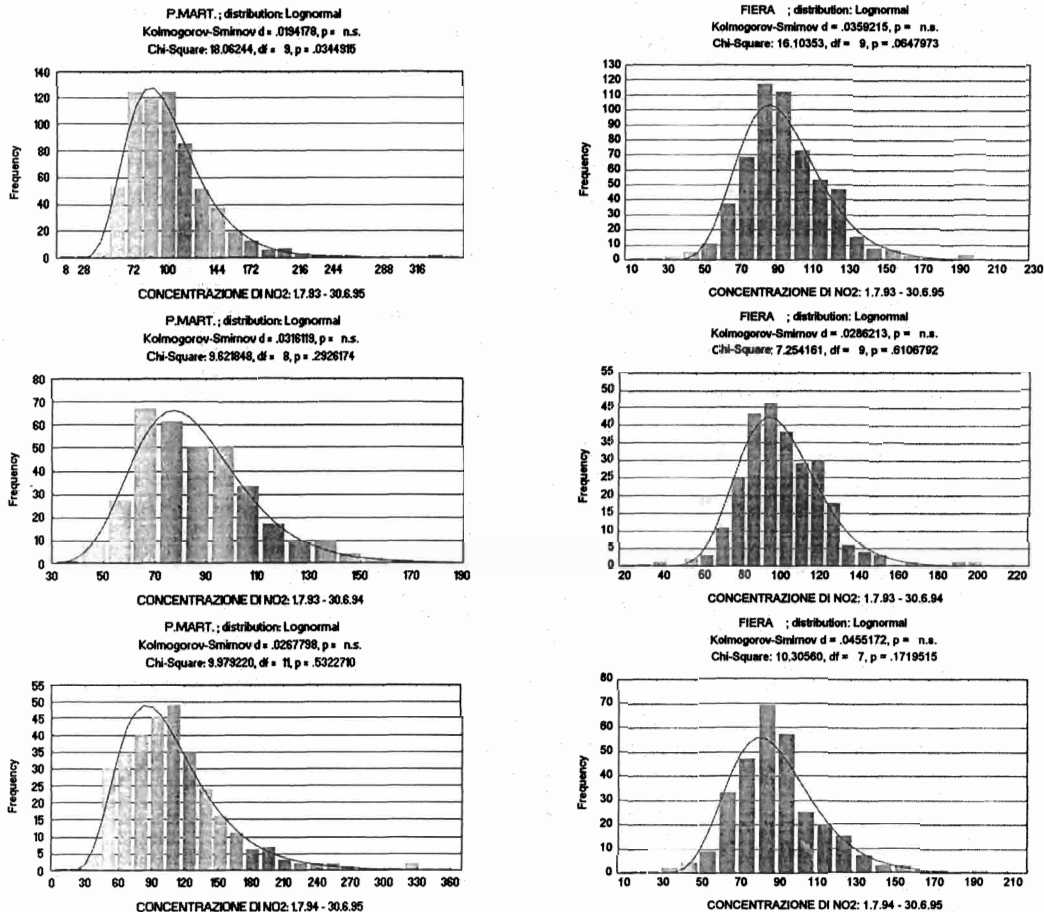 P.MART. ; distribution: Lognormal
Kolmogorov-Smirnov d = .0194178, p = n.s.
Chi-Square: 18.06244, df = 9, p = .0344915
140
120
100
80
60
40
20
0
Frequency
8 28 72 100 144 172 216 244 288 316
CONCENTRAZIONE DI NO2: 1.7.93 - 30.6.95
FIERA ; distribution: Lognormal
Kolmogorov-Smirnov d = .0359215, p = n.s.
Chi-Square: 16.10353, df = 9, p = .0647973
130
120
110
100
90
80
70
60
50
40
30
20
10
0
Frequency
10 30 50 70 90 110 130 150 170 190 210 230
CONCENTRAZIONE DI NO2: 1.7.93 - 30.6.95
P.MART. ; distribution: Lognormal
Kolmogorov-Smirnov d = .0316119, p = n.s.
Chi-Square: 9.621848, df = 8, p = .2926174
80
70
60
50
40
30
20
10
0
Frequency
30 50 70 90 110 130 150 170 190
CONCENTRAZIONE DI NO2: 1.7.93 - 30.6.94
FIERA ; distribution: Lognormal
Kolmogorov-Smirnov d = .0286213, p = n.s.
Chi-Square: 7.254161, df = 9, p = .6106792
55
50
45
40
35
30
25
20
15
10
5
0
Frequency
20 40 60 80 100 120 140 160 180 200 220
CONCENTRAZIONE DI NO2: 1.7.93 - 30.6.94
P.MART. ; distribution: Lognormal
Kolmogorov-Smirnov d = .0267798, p = n.s.
Chi-Square: 9.979220, df = 11, p = .5322710
55
50
45
40
35
30
25
20
15
10
5
0
Frequency
0 30 60 90 120 150 180 210 240 270 300 330 360
CONCENTRAZIONE DI NO2: 1.7.94 - 30.6.95
FIERA ; distribution: Lognormal
Kolmogorov-Smirnov d = .0455172, p = n.s.
Chi-Square: 10,30560, df = 7, p = .1719515
80
70
60
50
40
30
20
10
0
Frequency
10 30 50 70 90 110 130 150 170 190 210
CONCENTRAZIONE DI NO2: 1.7.94 - 30.6.95